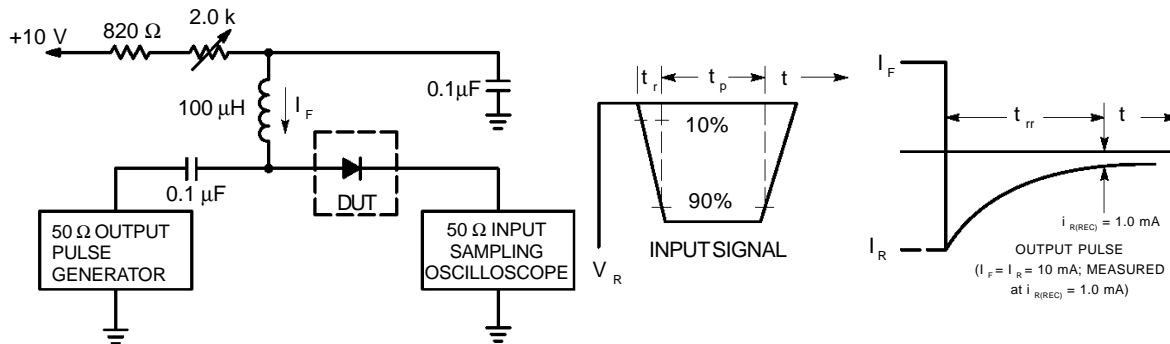 +10 V
820 Ω
2.0 k
100 µH
I F
0.1µF
0.1 µF
DUT
50 Ω OUTPUT
PULSE
GENERATOR
50 Ω INPUT
SAMPLING
OSCILLOSCOPE
t r
t p
t
10%
90%
V R
INPUT SIGNAL
I F
t rr
t
i R(REC) = 1.0 mA
I R
OUTPUT PULSE
(I F = I R = 10 mA; MEASURED
at i R(REC) = 1.0 mA)